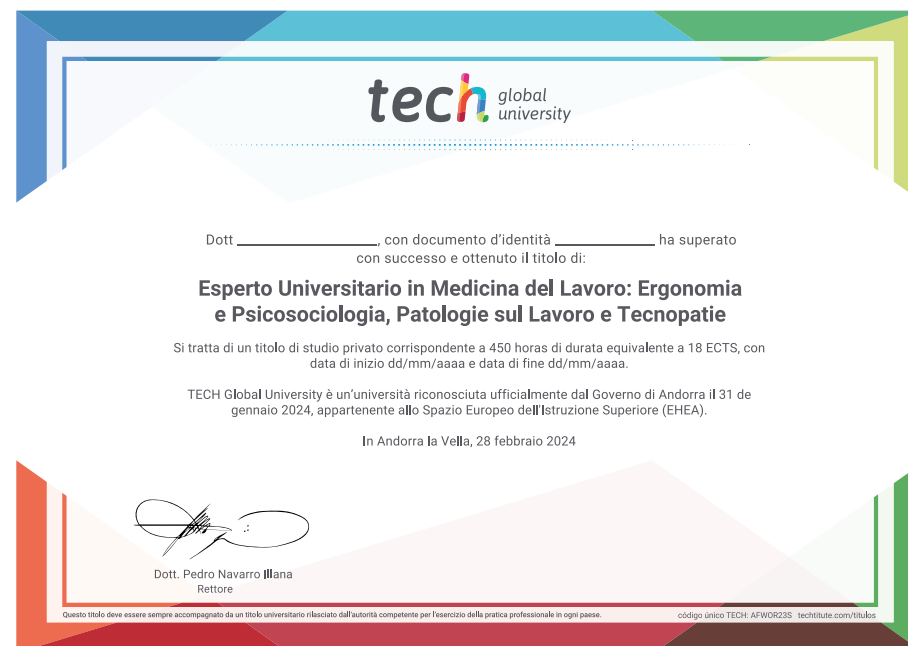 tech global university
Dott ____________________, con documento d'identità ______________ ha superato
con successo e ottenuto il titolo di:
Esperto Universitario in Medicina del Lavoro: Ergonomia
e Psicosociologia, Patologie sul Lavoro e Tecnopatie
Si tratta di un titolo di studio privato corrispondente a 450 horas di durata equivalente a 18 ECTS, con
data di inizio dd/mm/aaaa e data di fine dd/mm/aaaa.
TECH Global University è un'università riconosciuta ufficialmente dal Governo di Andorra il 31 de
gennaio 2024, appartenente allo Spazio Europeo dell'Istruzione Superiore (EHEA).
In Andorra la Vella, 28 febbraio 2024
Dott. Pedro Navarro Illana
Rettore
Questo titolo deve essere sempre accompagnato da un titolo universitario rilasciato dall'autorità competente per l'esercizio della pratica professionale in ogni paese.
código único TECH: AFWOR23S techtitute.com/titulos